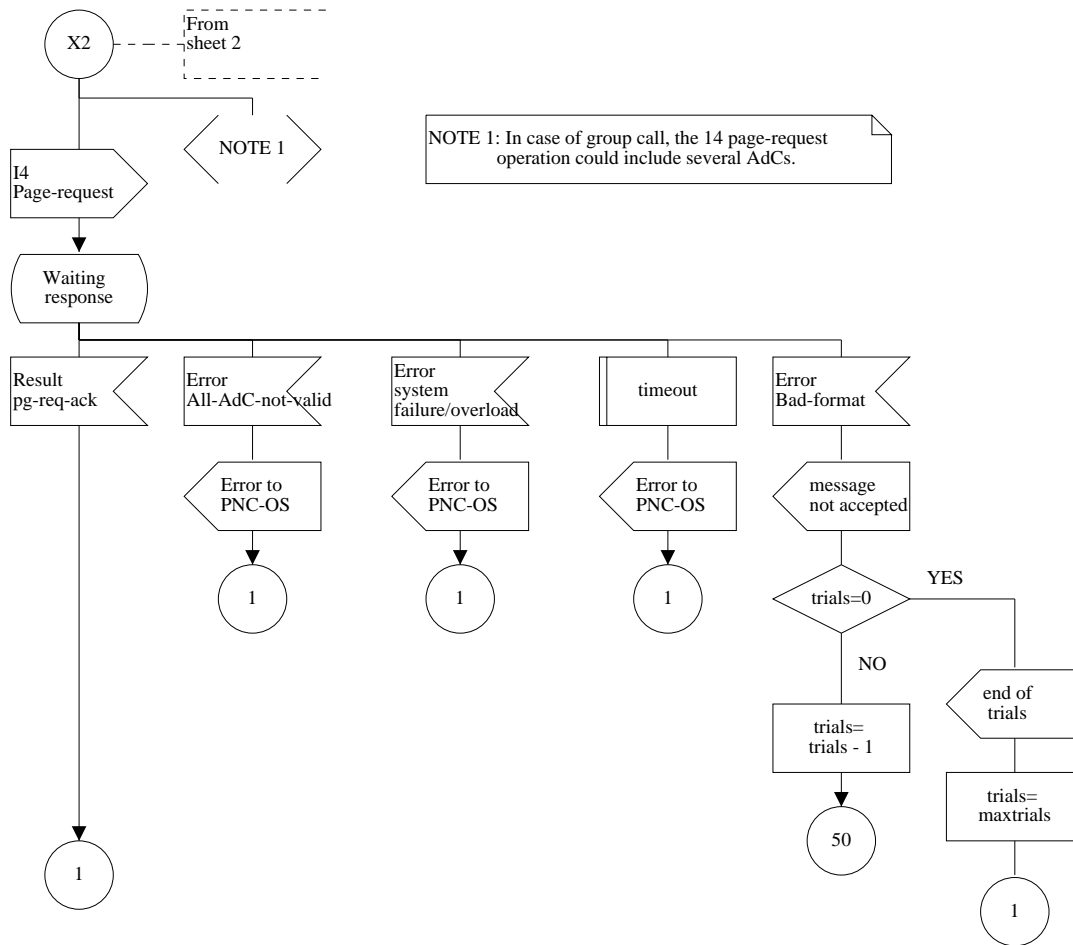 X2
From
sheet 2
NOTE 1
NOTE 1: In case of group call, the 14 page-request
operation could include several AdCs.
I4
Page-request
Waiting
response
Result
pg-req-ack
Error
All-AdC-not-valid
Error
system
failure/overload
timeout
Error
Bad-format
Error to
PNC-OS
Error to
PNC-OS
Error to
PNC-OS
message
not accepted
1
1
1
trials=0
YES
NO
end of
trials
trials=
trials - 1
trials=
maxtrials
50
1
1